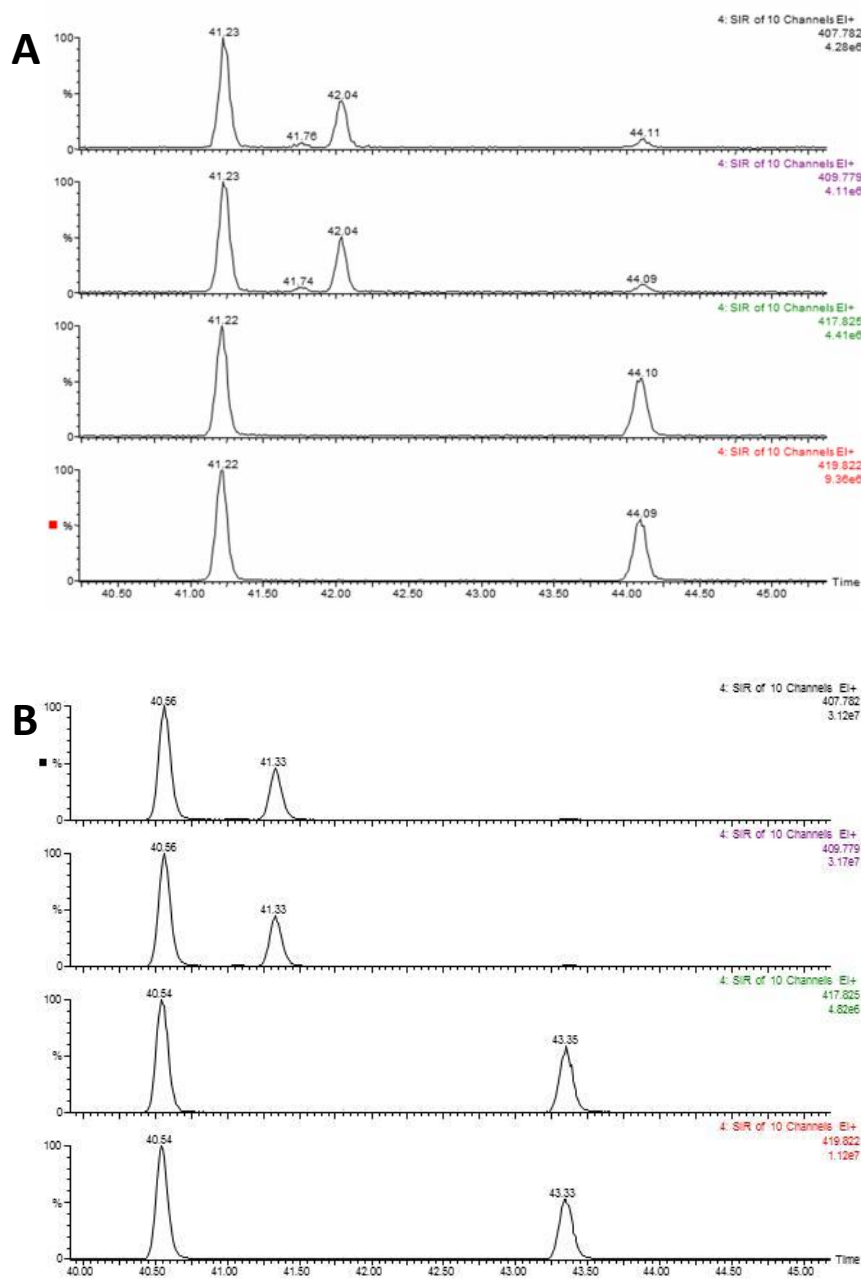 A
4: SIR of 10 Channels EI+
407.782
4.28e6
100
%
0
41.23
41.76
42.04
44.11
4: SIR of 10 Channels EI+
409.779
4.11e6
100
%
0
41.23
41.74
42.04
44.09
4: SIR of 10 Channels EI+
417.825
4.41e6
100
%
0
41.22
44.10
4: SIR of 10 Channels EI+
419.822
9.36e6
100
%
0
41.22
44.09
Time
40.50 41.00 41.50 42.00 42.50 43.00 43.50 44.00 44.50 45.00
B
4: SIR of 10 Channels EI+
407.782
3.12e7
100
%
0
40.56
41.33
4: SIR of 10 Channels EI+
409.779
3.17e7
100
%
0
40.56
41.33
4: SIR of 10 Channels EI+
417.825
4.82e6
100
%
0
40.54
43.35
4: SIR of 10 Channels EI+
419.822
1.12e7
100
%
0
40.54
43.33
Time
40.00 40.50 41.00 41.50 42.00 42.50 43.00 43.50 44.00 44.50 45.00